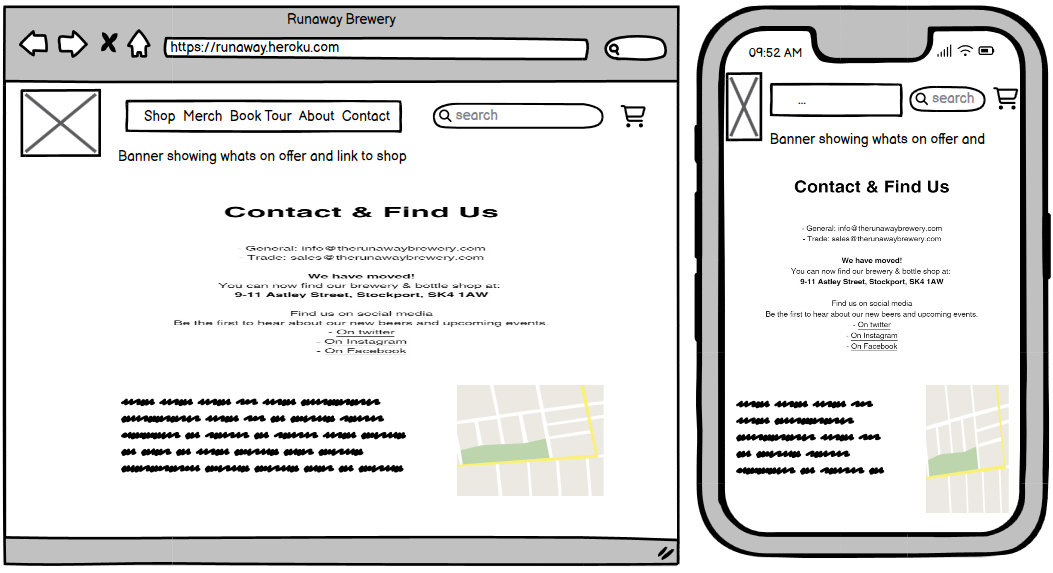 Runaway Brewery
https://runaway.heroku.com
Shop Merch Book Tour About Contact
search
Banner showing whats on offer and link to shop
Contact & Find Us
- General: info@therunawaybrewery.com
- Trade: sales@therunawaybrewery.com
We have moved!
You can now find our brewery & bottle shop at:
9-11 Astley Street, Stockport, SK4 1AW
Find us on social media
Be the first to hear about our new beers and upcoming events.
- On twitter
- On Instagram
- On Facebook
09:52 AM
...
search
Banner showing whats on offer and
Contact & Find Us
- General: info@therunawaybrewery.com
- Trade: sales@therunawaybrewery.com
We have moved!
You can now find our brewery & bottle shop at:
9-11 Astley Street, Stockport, SK4 1AW
Find us on social media
Be the first to hear about our new beers and upcoming events.
- On twitter
- On Instagram
- On Facebook